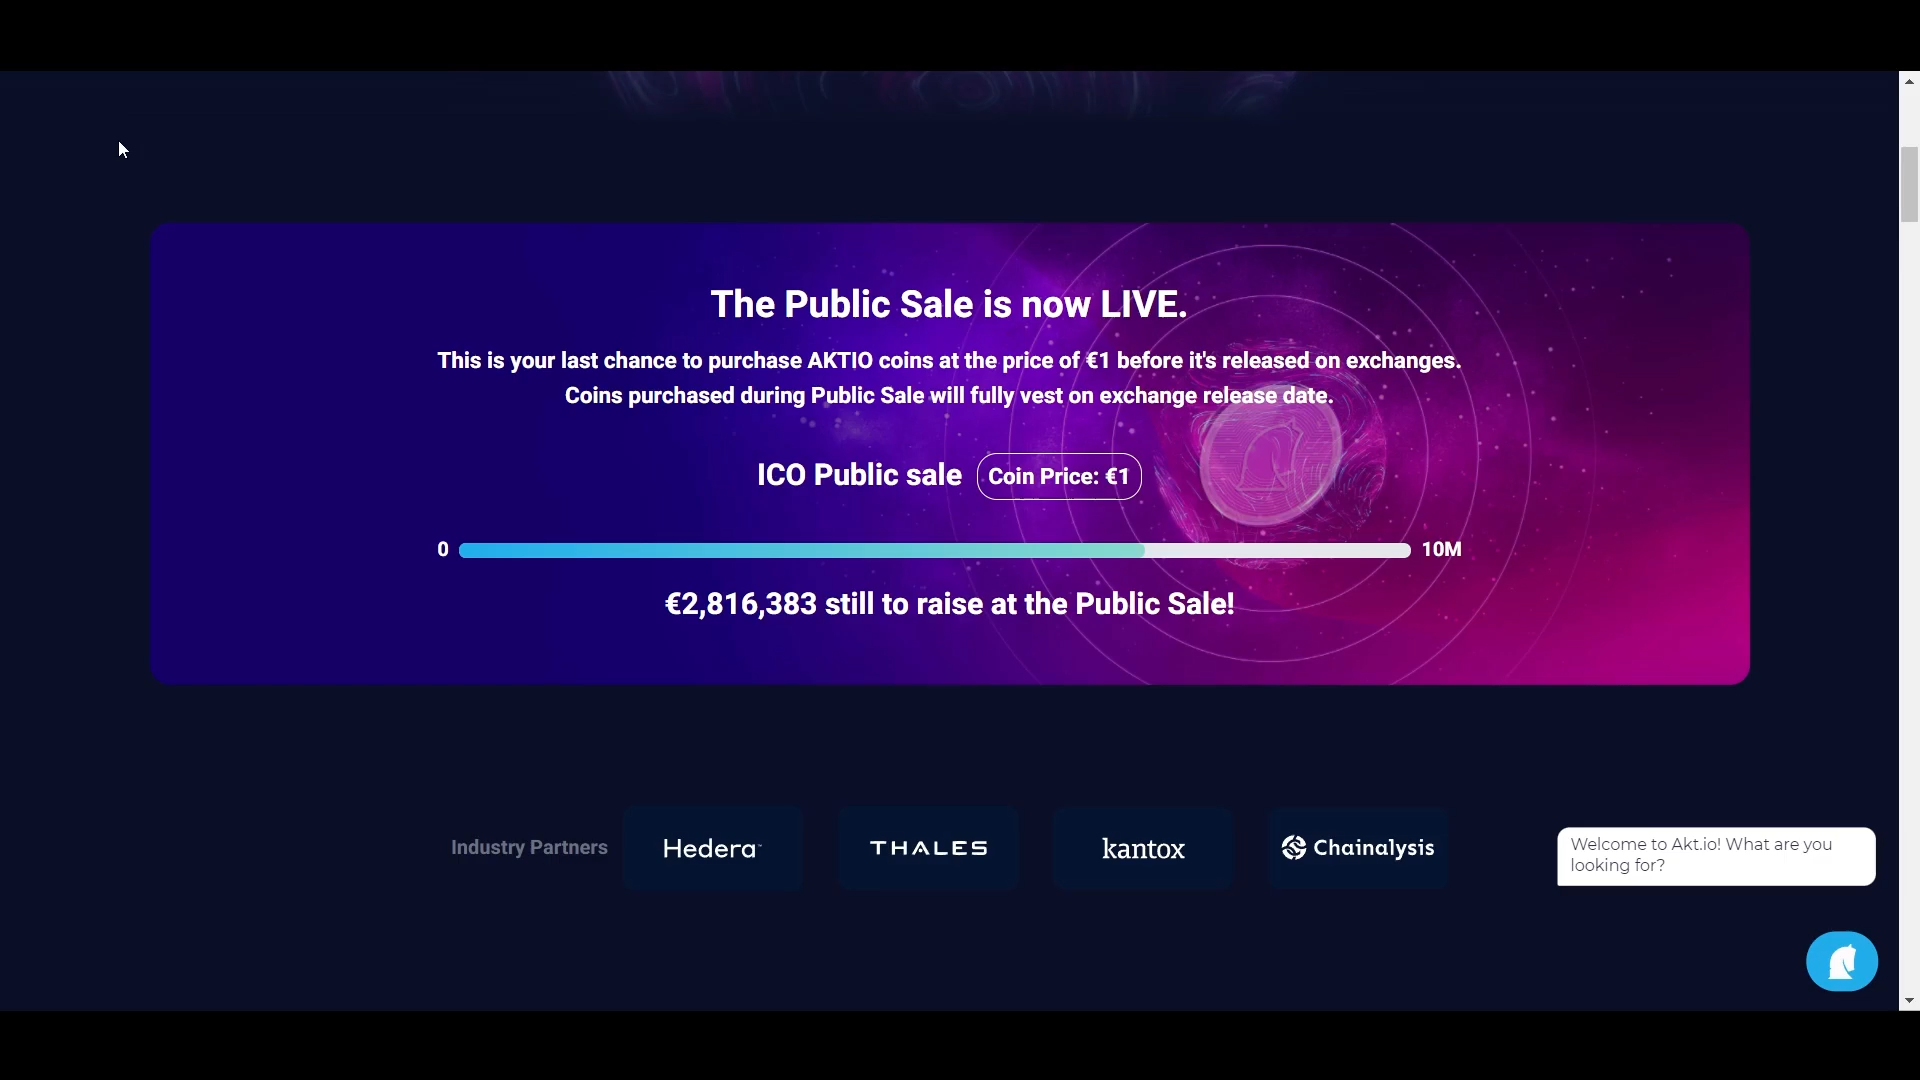 The Public Sale is now LIVE.
This is your last chance to purchase AKTIO coins at the price of €1 before it's released on exchanges.
Coins purchased during Public Sale will fully vest on exchange release date.
ICO Public sale
Coin Price: €1
0
10M
€2,816,383 still to raise at the Public Sale!
Industry Partners
Hedera
THALES
kantox
Chainalysis
Welcome to Akt.io! What are you
looking for?